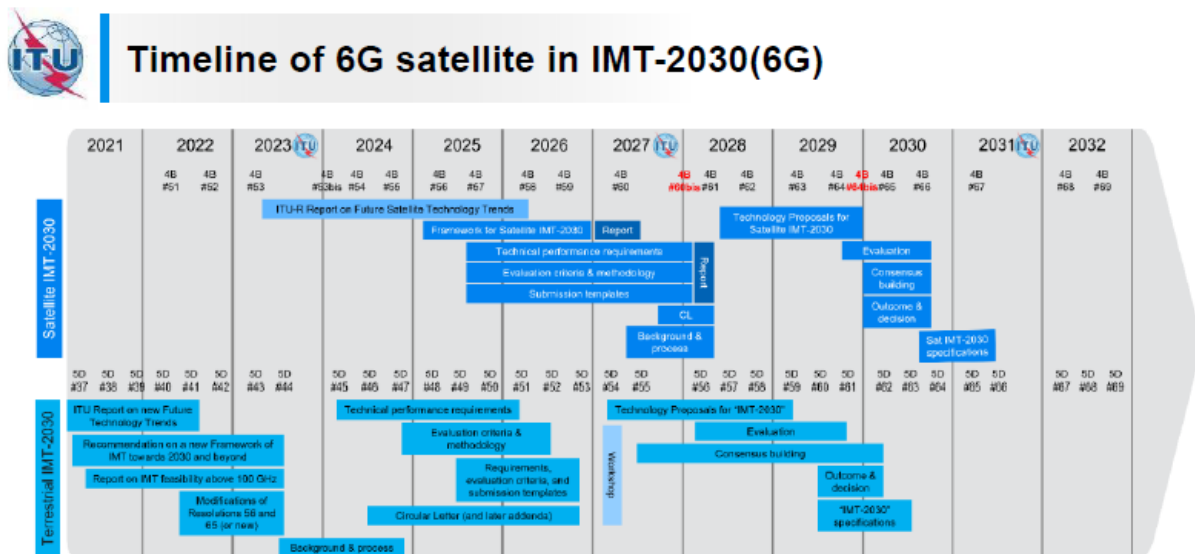 ITU
Timeline of 6G satellite in IMT-2030(6G)
2021 2022 2023 ITU 2024 2025 2026 2027 ITU 2028 2029 2030 2031 ITU 2032
4B 4B 4B 4B 4B 4B 4B 4B 4B 4B 4B 4B 4B 4B 4B 4B 4B 4B 4B 4B 4B 4B
#51 #52 #53 #53bis #54 #55 #56 #57 #58 #59 #60 #60bis #61 #62 #63 #64 #64bis #65 #66 #67 #68 #69
Satellite IMT-2030
ITU-R Report on Future Satellite Technology Trends
Framework for Satellite IMT-2030
Report
Technical performance requirements
Evaluation criteria & methodology
Submission templates
Report
CL
Background &
process
Technology Proposals for
Satellite IMT-2030
Evaluation
Consensus
building
Outcome &
decision
Sat IMT-2030
specifications
5D 5D 5D 5D 5D 5D 5D 5D 5D 5D 5D 5D 5D 5D 5D 5D 5D 5D 5D 5D 5D 5D 5D 5D 5D 5D 5D 5D 5D 5D 5D 5D 5D
#37 #38 #39 #40 #41 #42 #43 #44 #45 #46 #47 #48 #49 #50 #51 #52 #53 #54 #55 #56 #57 #58 #59 #60 #61 #62 #63 #64 #65 #66 #67 #68 #69
Terrestrial IMT-2030
ITU Report on new Future
Technology Trends
Recommendation on a new Framework of
IMT towards 2030 and beyond
Report on IMT feasibility above 100 GHz
Modifications of
Resolutions 56 and
65 (or new)
Background & process
Technical performance requirements
Evaluation criteria &
methodology
Requirements,
evaluation criteria, and
submission templates
Circular Letter (and later addenda)
Technology Proposals for "IMT-2030"
Workshop
Evaluation
Consensus building
Outcome &
decision
"IMT-2030"
specifications